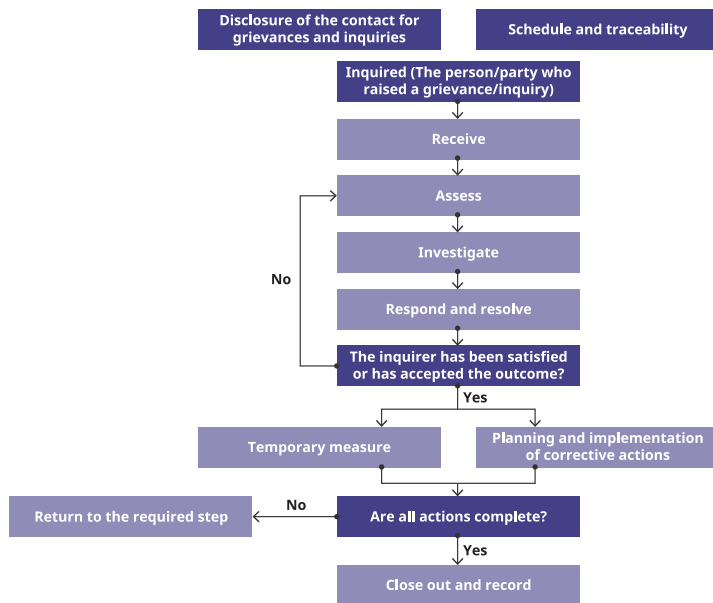 Disclosure of the contact for
grievances and inquiries
Schedule and traceability
Inquired (The person/party who
raised a grievance/inquiry)
Receive
Assess
Investigate
No
Respond and resolve
The inquirer has been satisfied
or has accepted the outcome?
Yes
Temporary measure
Planning and implementation
of corrective actions
No
Return to the required step
Are all actions complete?
Yes
Close out and record